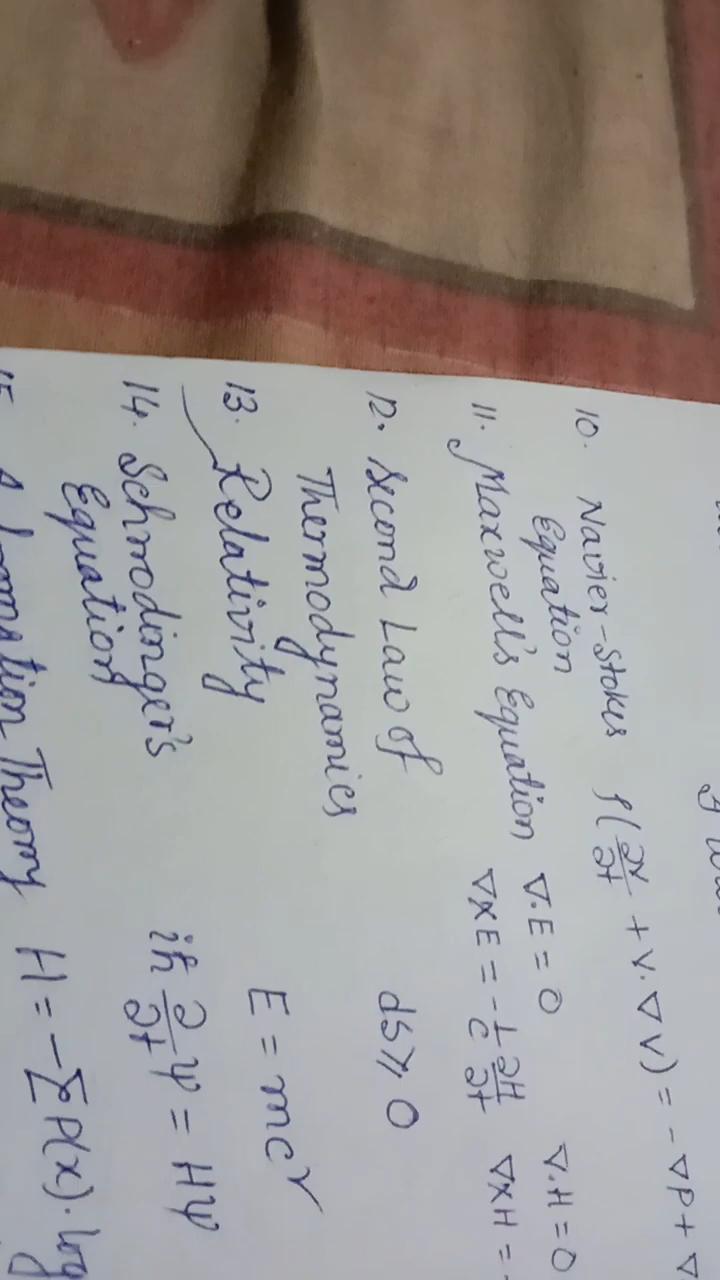 10. Navier-Stokes ρ(∂v/∂t + v.∇v) = -∇P + ∇
Equation
11. Maxwell's Equation ∇.E = 0 ∇.H = 0
∇×E = -1/c ∂H/∂t ∇×H =
12. Second Law of ds≥0
Thermodynamics
13. Relativity E = mc²
14. Schrodinger's iħ ∂/∂t ψ = Hψ
Equation
15 Theory H = -∑ P(x). log